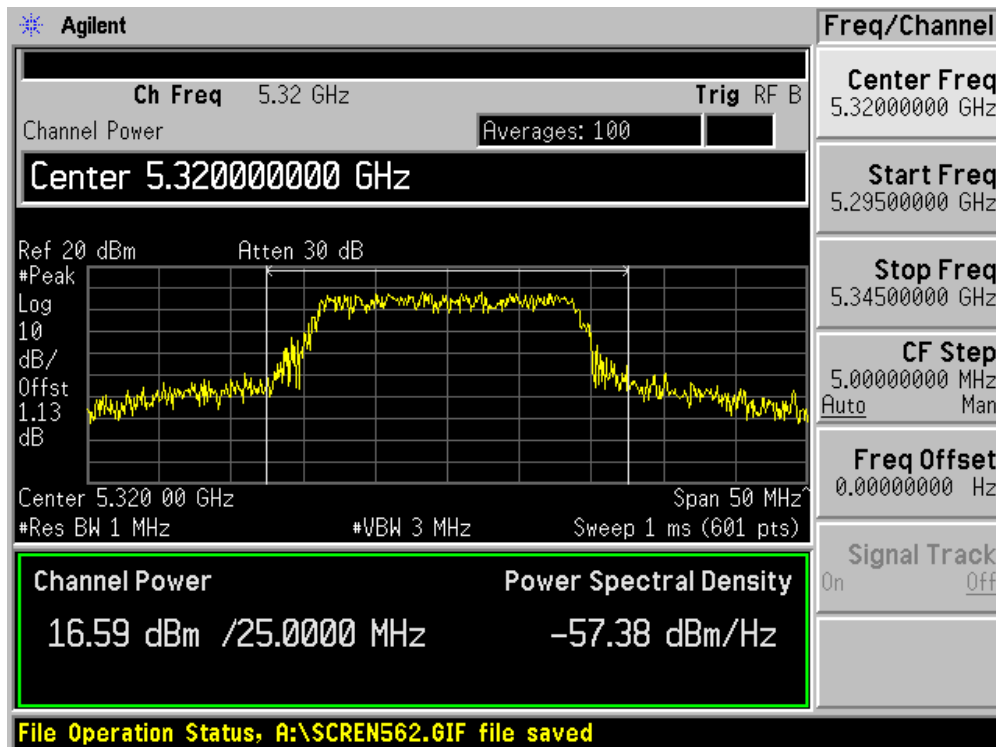 Agilent
Freq/Channel
Ch Freq 5.32 GHz Trig RF B
Channel Power Averages: 100
Center 5.320000000 GHz
Ref 20 dBm Atten 30 dB
#Peak
Log
10
dB/
Offst
1.13
dB
Center 5.320 00 GHz Span 50 MHz^
#Res BW 1 MHz #VBW 3 MHz Sweep 1 ms (601 pts)
Channel Power Power Spectral Density
16.59 dBm /25.0000 MHz -57.38 dBm/Hz
File Operation Status, A:\SCREN562.GIF file saved
Center Freq
5.32000000 GHz
Start Freq
5.29500000 GHz
Stop Freq
5.34500000 GHz
CF Step
5.00000000 MHz
Auto Man
Freq Offset
0.00000000 Hz
Signal Track
On Off